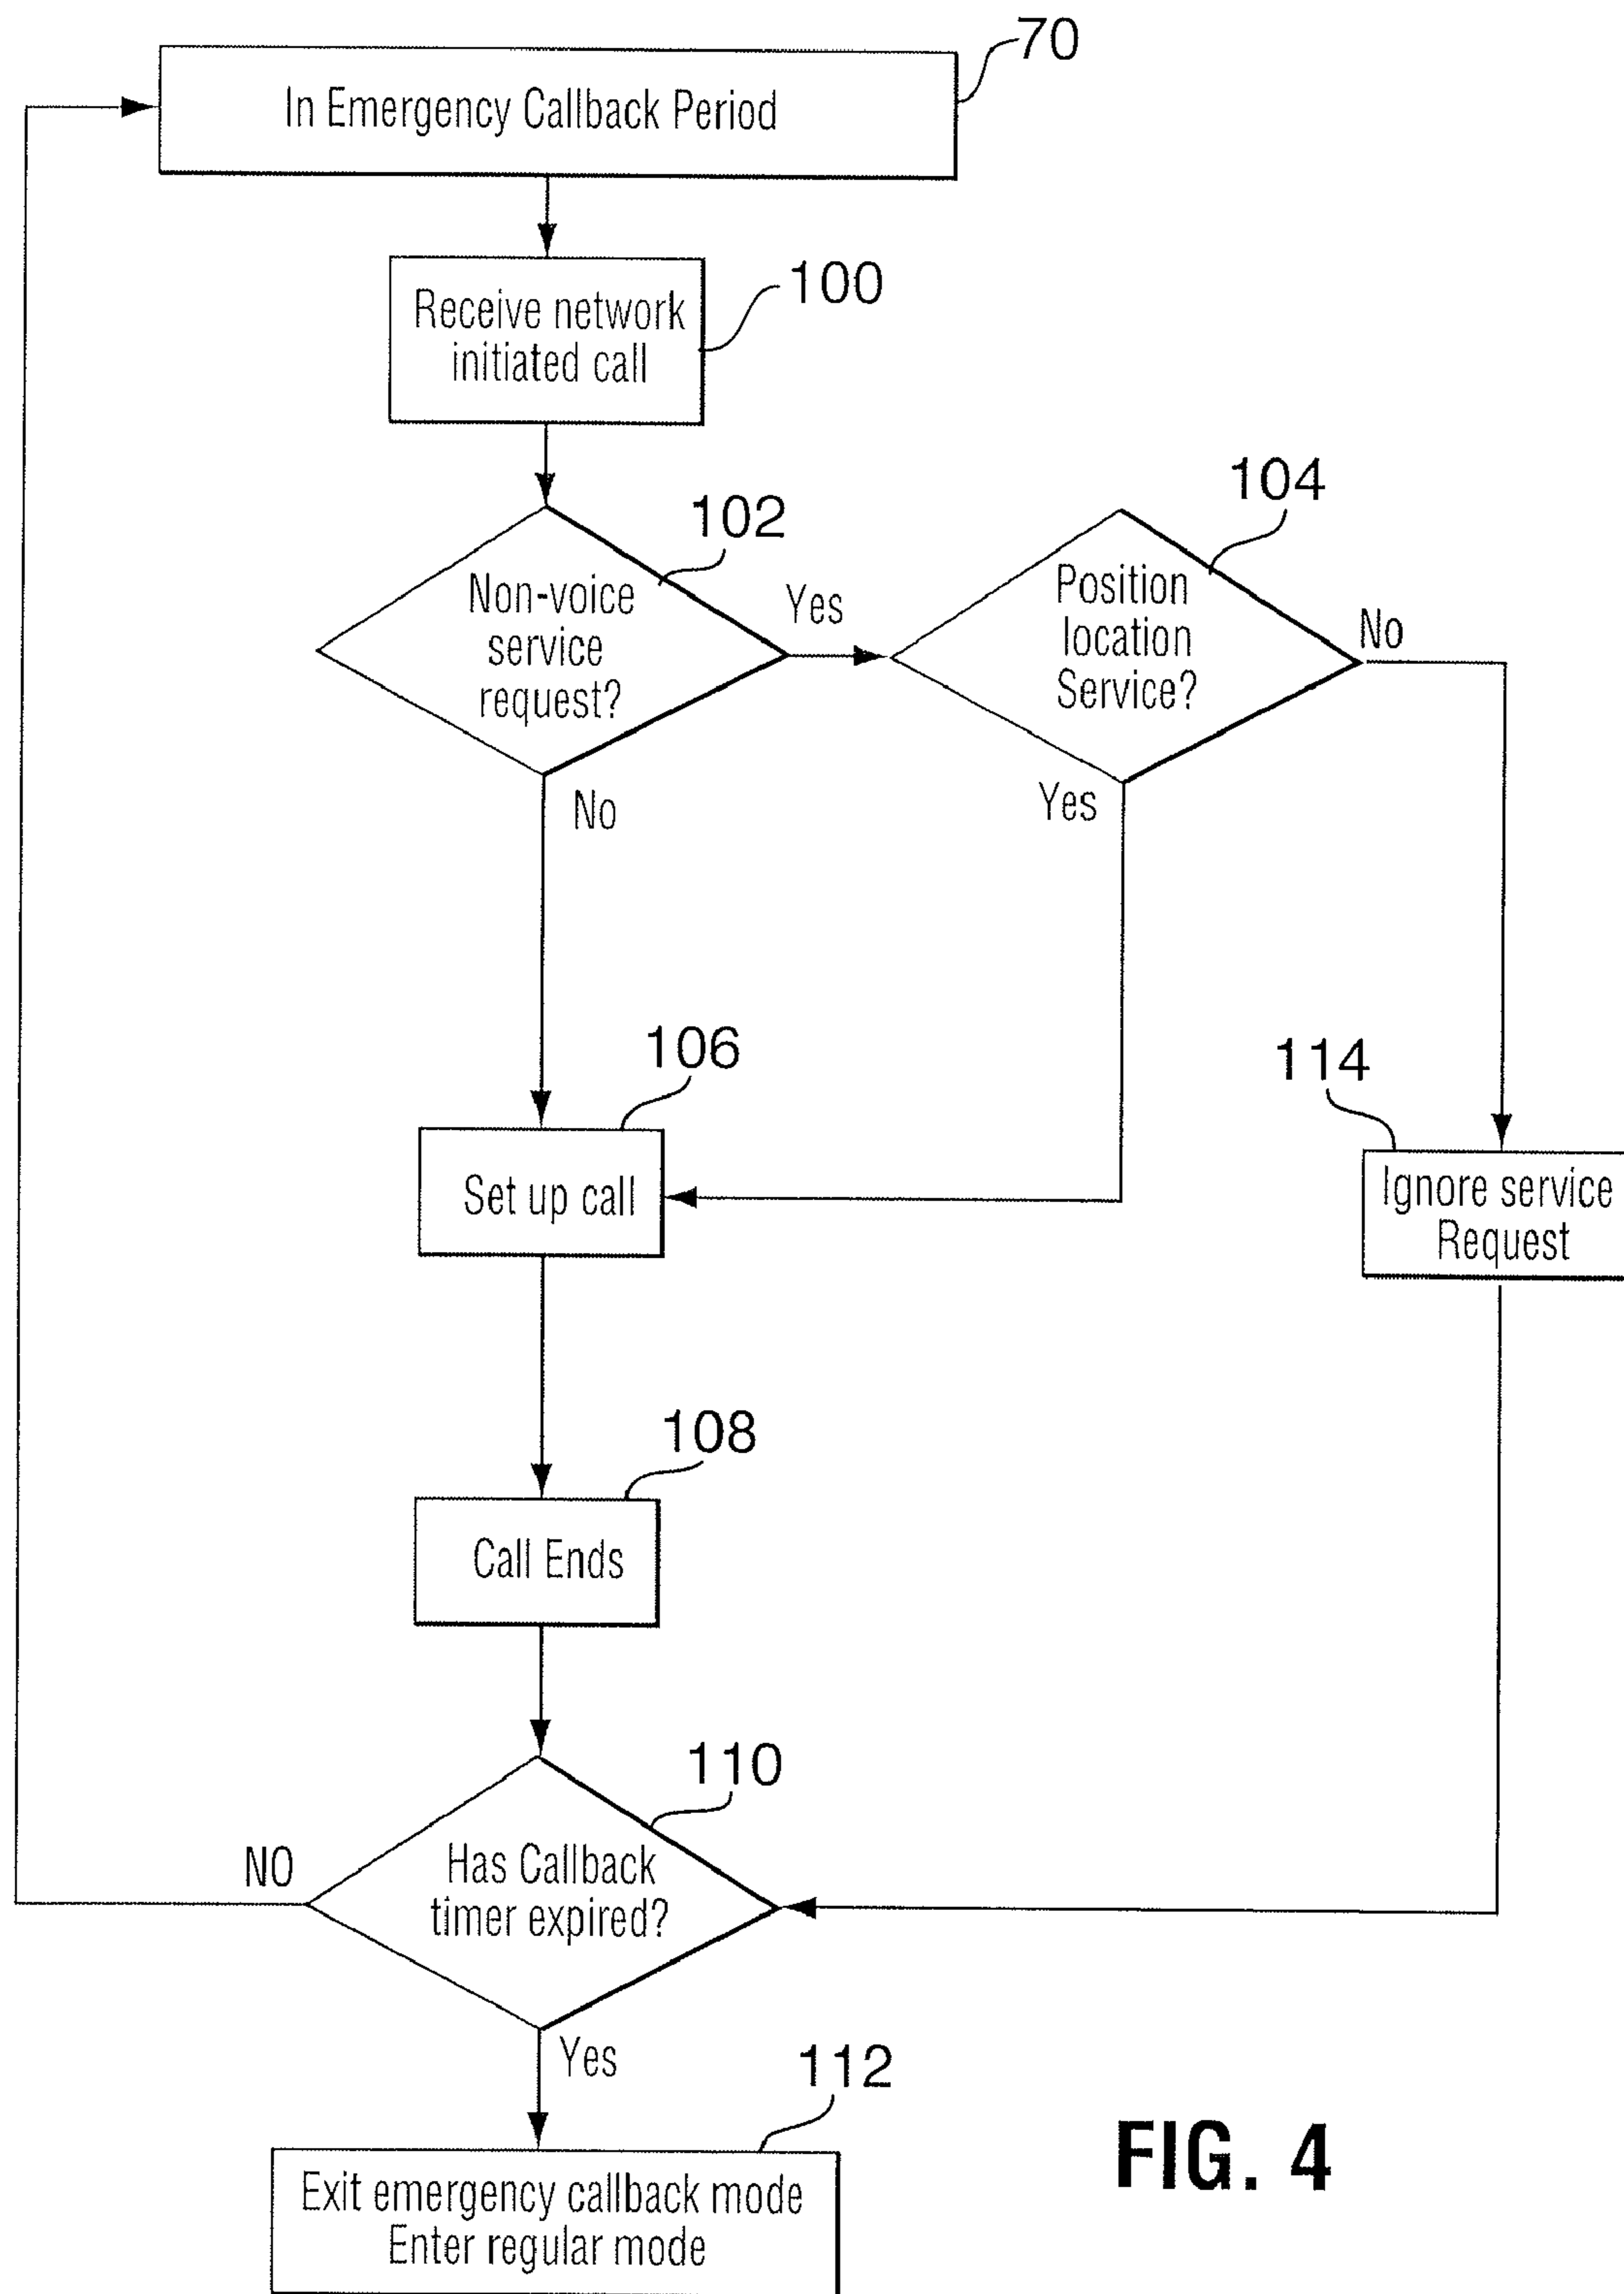 70
In Emergency Callback Period
100
Receive network
initiated call
102
104
Non-voice
service
request?
Yes
Position
location
Service?
No
No
Yes
106
114
Set up call
Ignore service
Request
108
Call Ends
110
NO
Has Callback
timer expired?
Yes
112
Exit emergency callback mode
Enter regular mode
FIG. 4